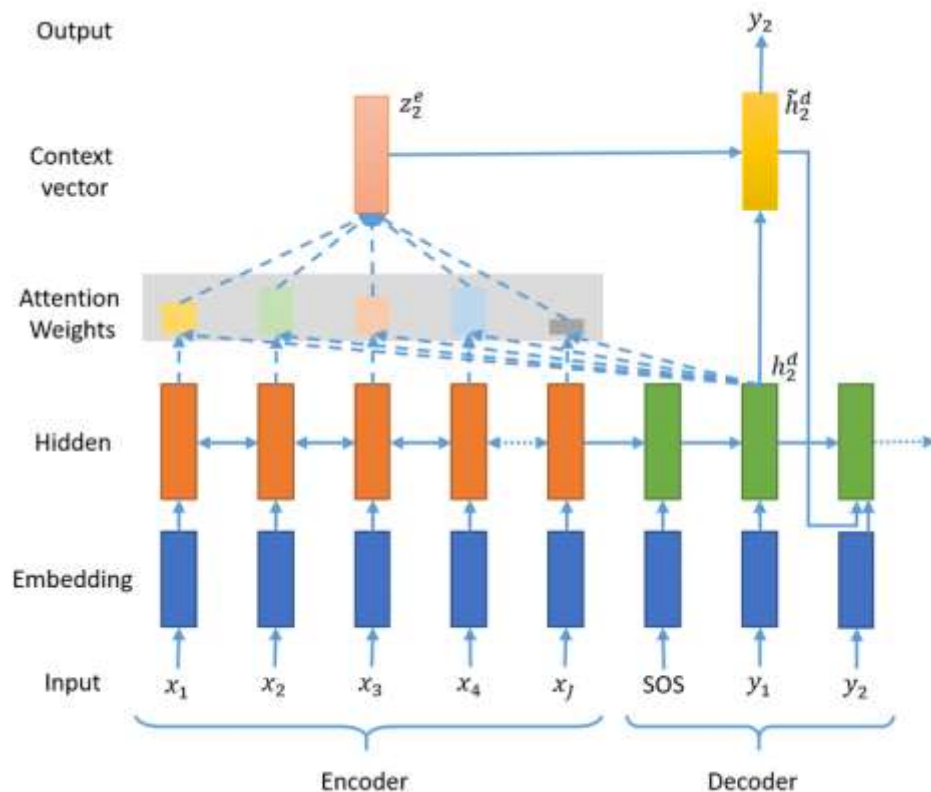 Output
y₂
z₂ᵉ
h̃₂ᵈ
Context
vector
Attention
Weights
h₂ᵈ
Hidden
Embedding
Input
x₁ x₂ x₃ x₄ x_J SOS y₁ y₂
Encoder Decoder